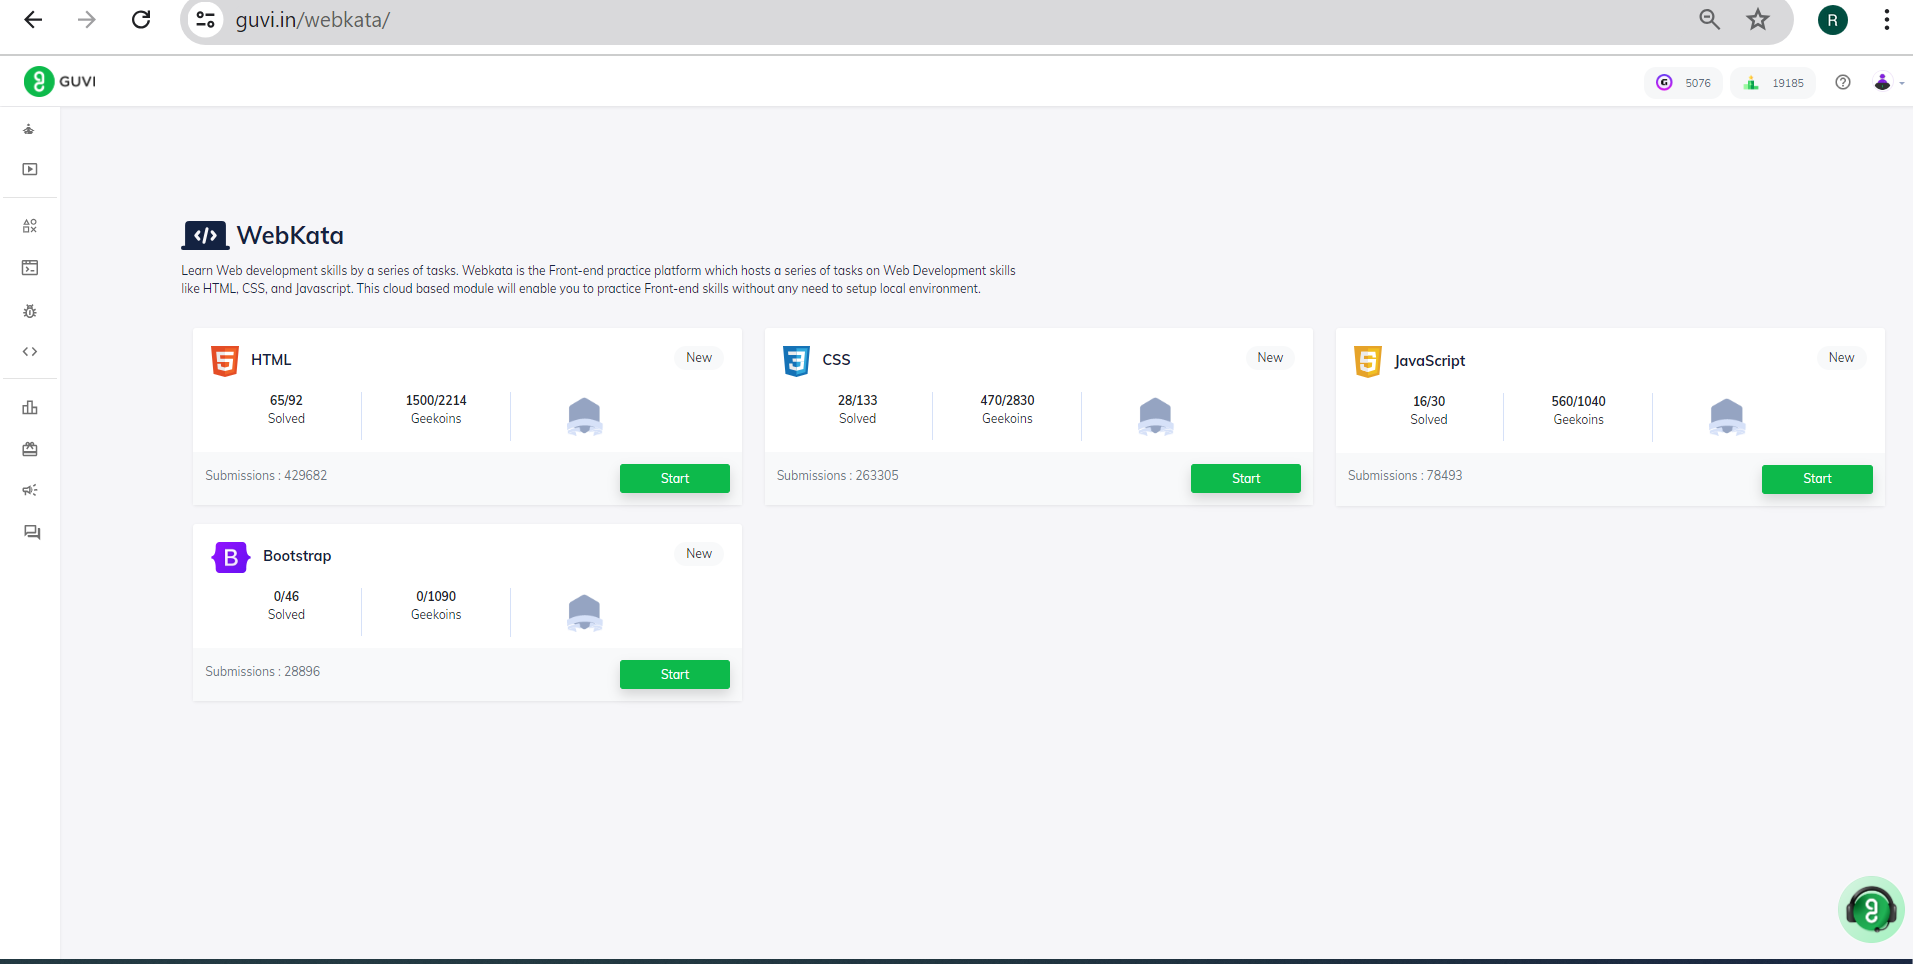 guvi.in/webkata/
R
GUVI
G 5076
19185
</> WebKata
Learn Web development skills by a series of tasks. Webkata is the Front-end practice platform which hosts a series of tasks on Web Development skills
like HTML, CSS, and Javascript. This cloud based module will enable you to practice Front-end skills without any need to setup local environment.
5 HTML New
65/92 1500/2214
Solved Geekoins
Submissions : 429682 Start
3 CSS New
28/133 470/2830
Solved Geekoins
Submissions : 263305 Start
5 JavaScript New
16/30 560/1040
Solved Geekoins
Submissions : 78493 Start
B Bootstrap New
0/46 0/1090
Solved Geekoins
Submissions : 28896 Start